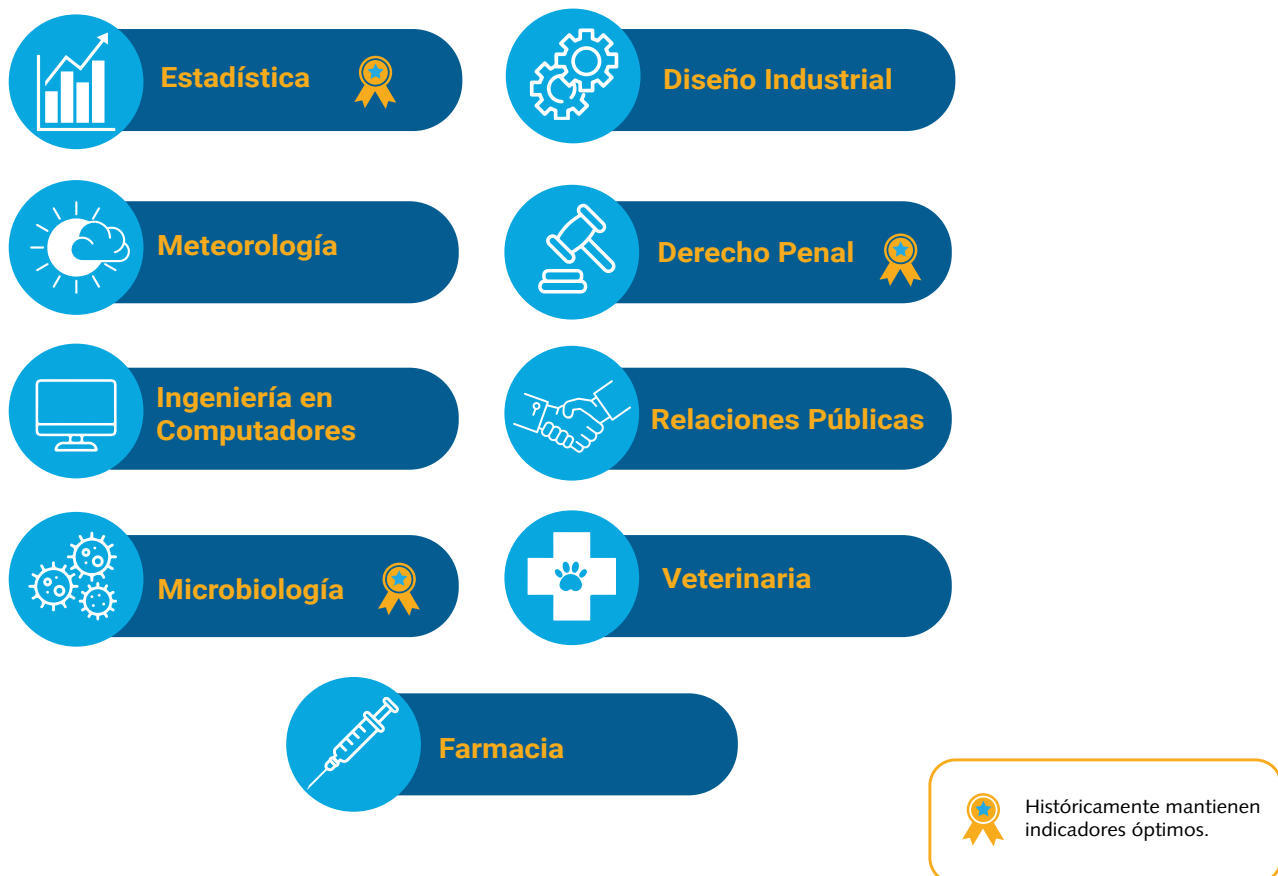 Estadística
Diseño Industrial
Meteorología
Derecho Penal
Ingeniería en
Computadores
Relaciones Públicas
Microbiología
Veterinaria
Farmacia
Históricamente mantienen
indicadores óptimos.